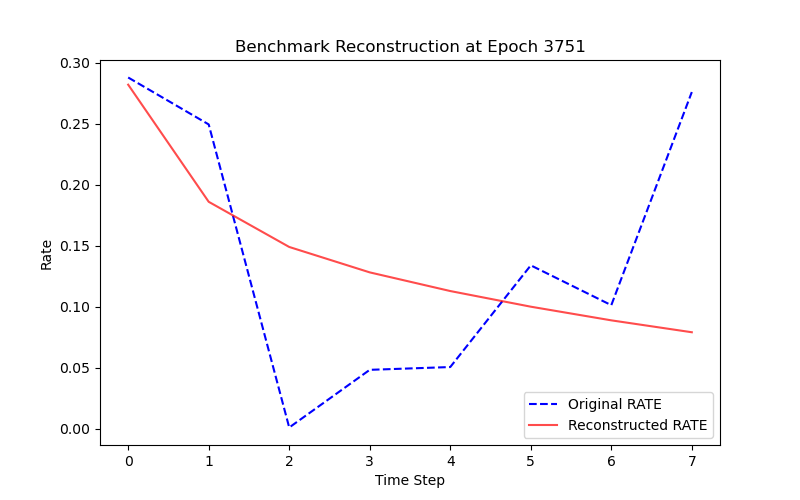 Benchmark Reconstruction at Epoch 3751
0.30
0.25
0.20
0.15
0.10
0.05
0.00
Rate
Original RATE
Reconstructed RATE
0 1 2 3 4 5 6 7
Time Step